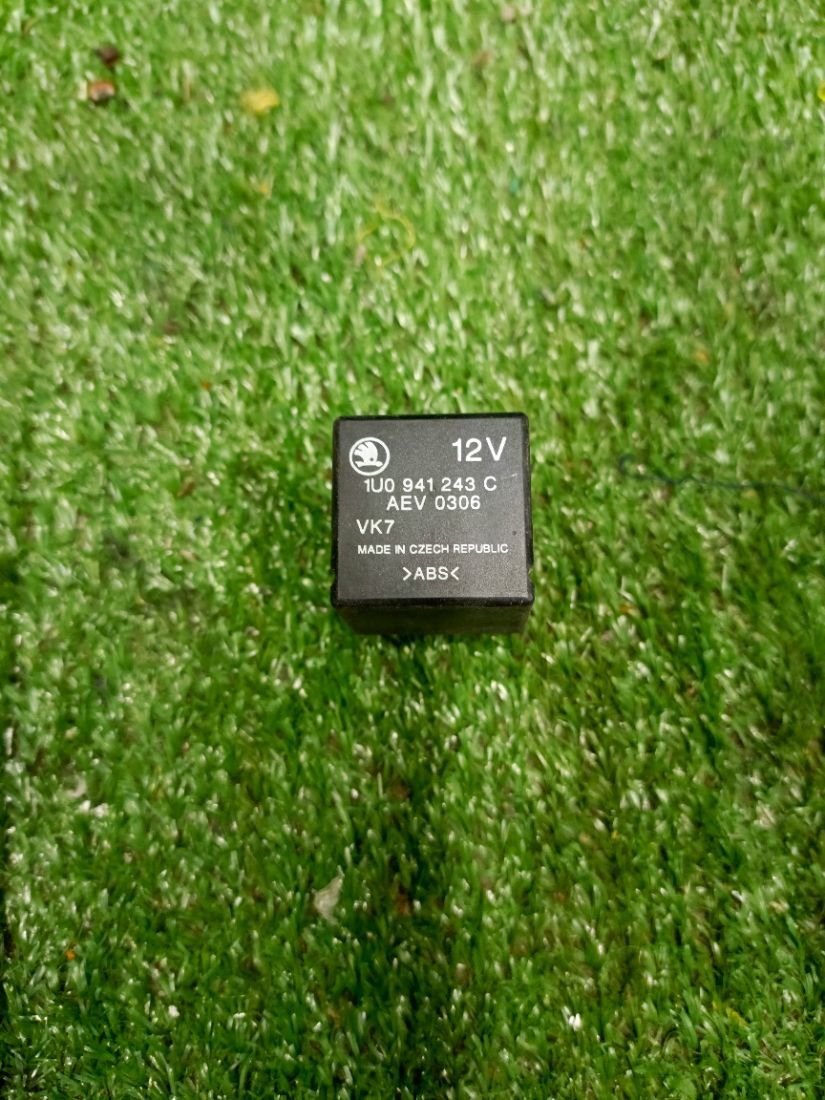 12V
1U0 941 243 C
AEV 0306
VK7
MADE IN CZECH REPUBLIC
>ABS<